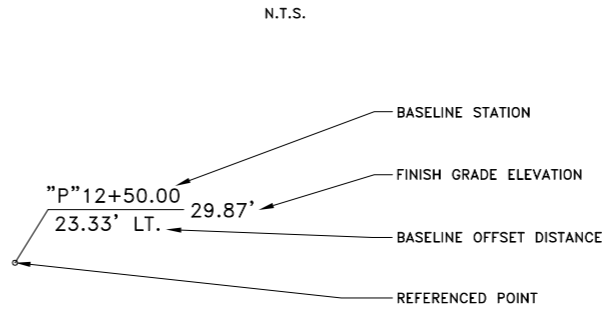 N.T.S.
BASELINE STATION
"P"12+50.00
FINISH GRADE ELEVATION
29.87'
23.33' LT.
BASELINE OFFSET DISTANCE
REFERENCED POINT